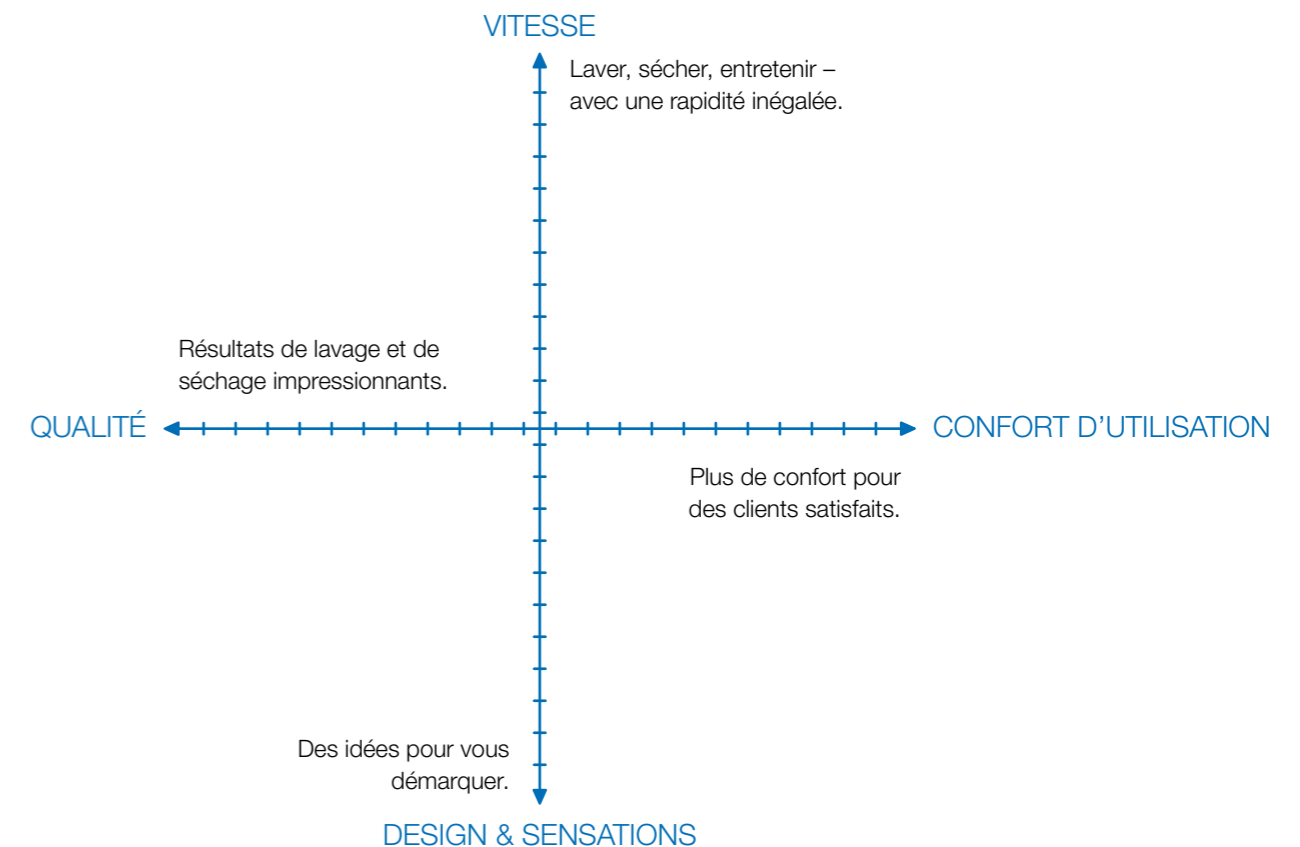 VITESSE
Laver, sécher, entretenir –
avec une rapidité inégalée.
Résultats de lavage et de
séchage impressionnants.
QUALITÉ
CONFORT D’UTILISATION
Plus de confort pour
des clients satisfaits.
Des idées pour vous
démarquer.
DESIGN & SENSATIONS